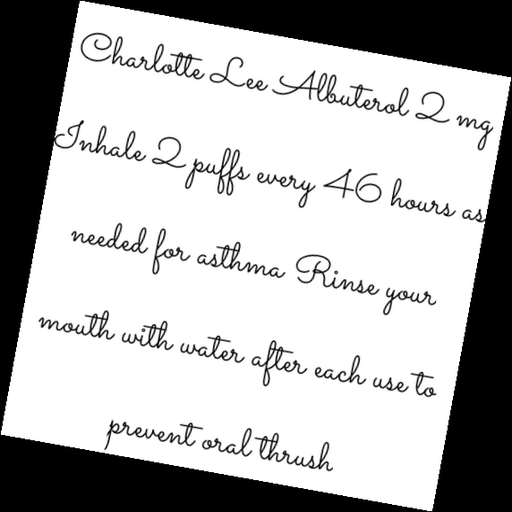 Charlotte Lee Albuterol 2 mg
Inhale 2 puffs every 46 hours as
needed for asthma Rinse your
mouth with water after each use to
prevent oral thrush